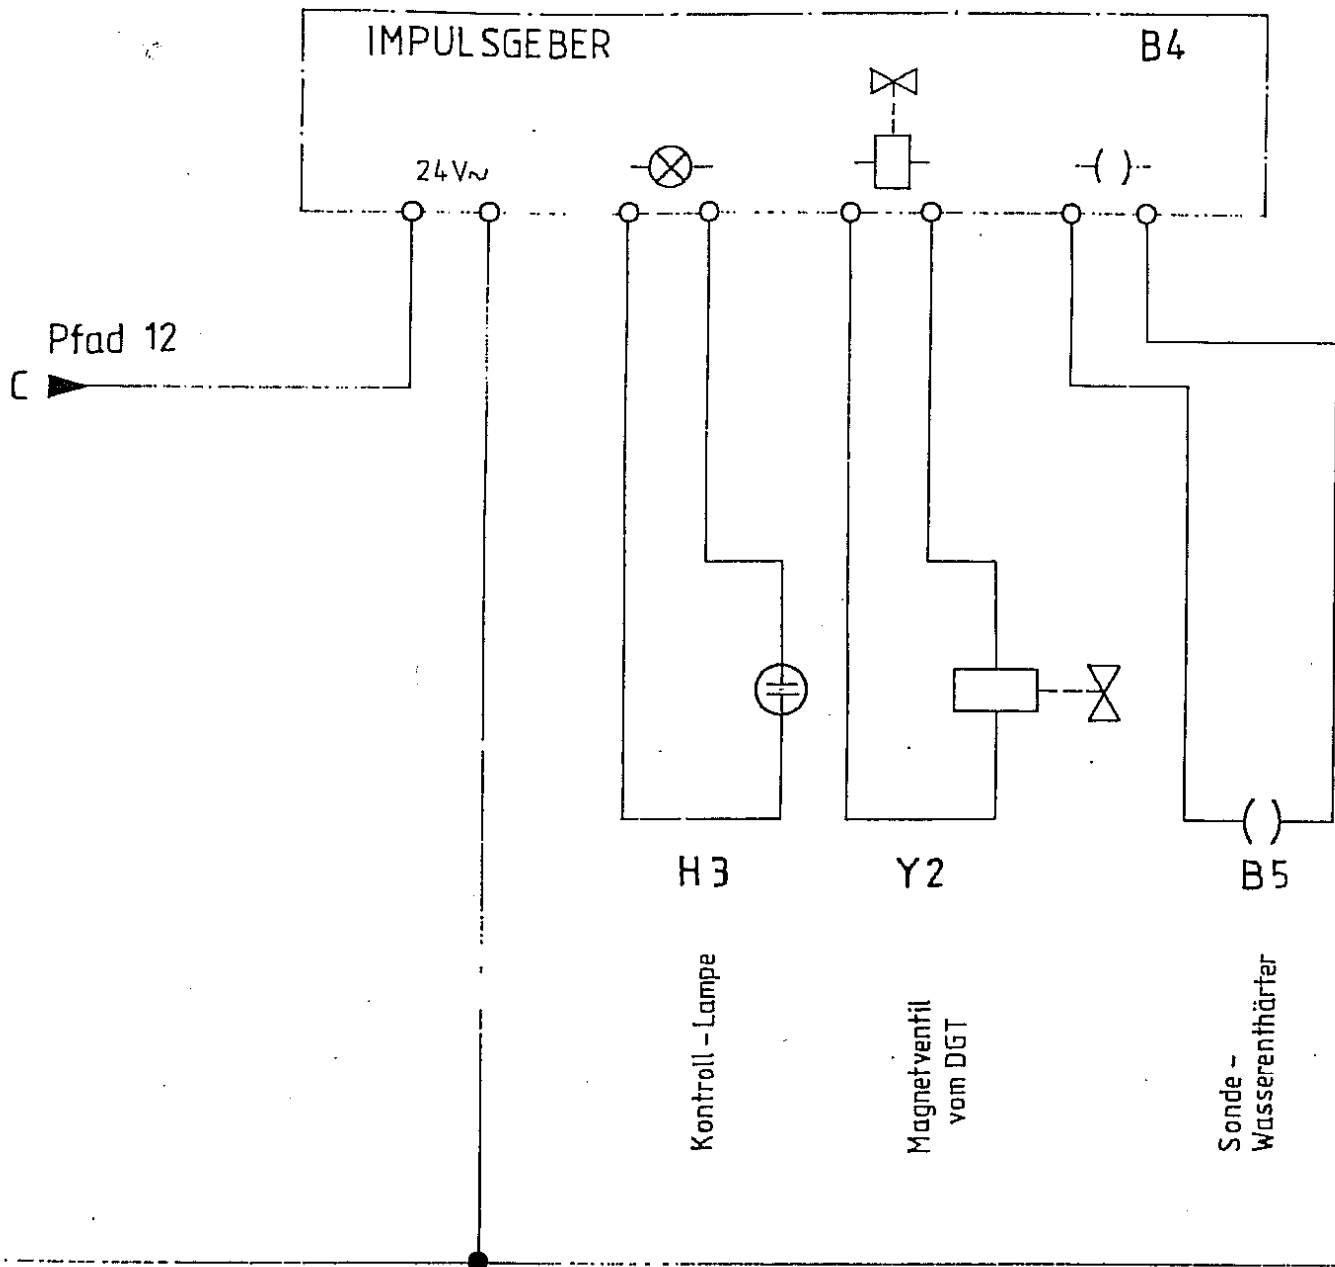 IMPULSGEBER
B4
24V~
Pfad 12
C
H3
Y2
B5
Kontroll-Lampe
Magnetventil
vom DGT
Sonde-
Wasserenthärter